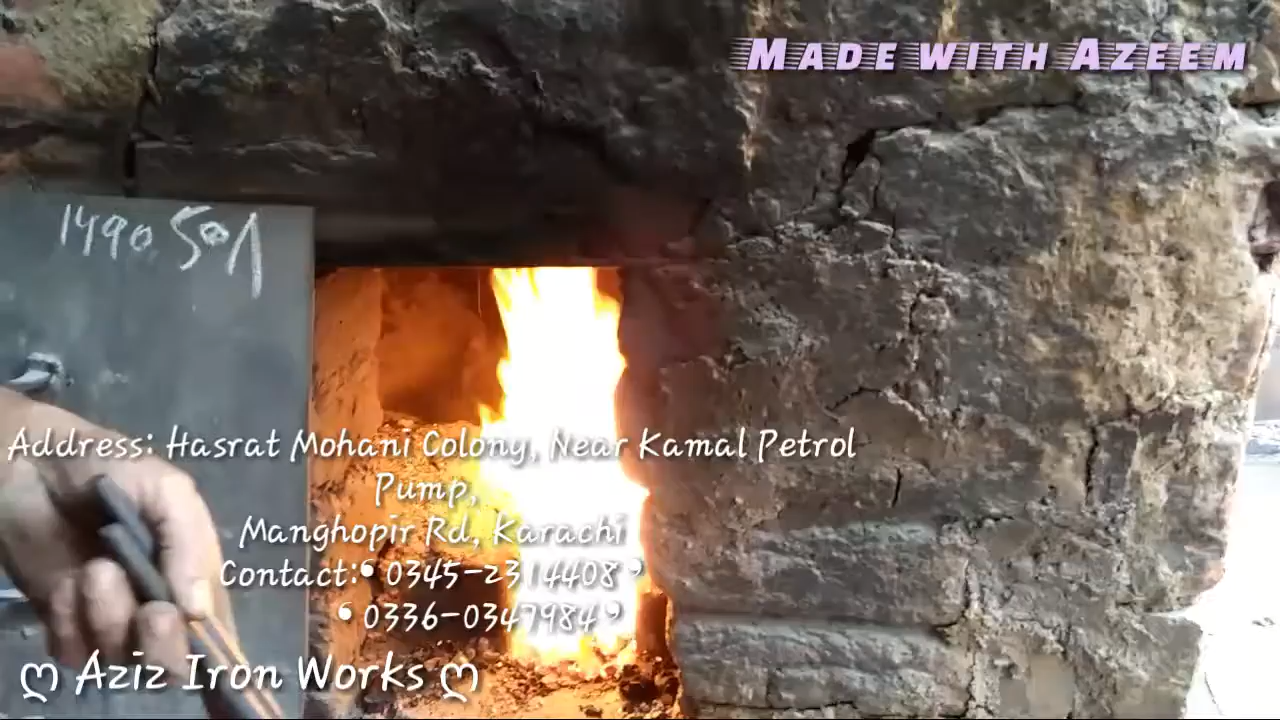 MADE WITH AZEEM
1490.501
Address: Hasrat Mohani Colony, Near Kamal Petrol
Pump,
Manghopir Rd, Karachi
Contact:❛ 0345-2314408 ❜
❛ 0336-0347984 ❜
ღ Aziz Iron Works ღ